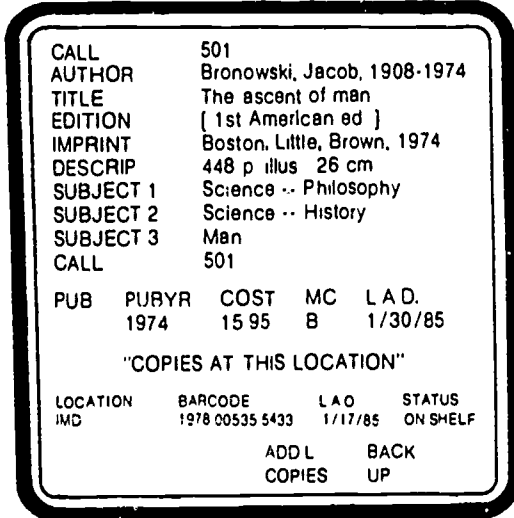 CALL 501
AUTHOR Bronowski, Jacob, 1908-1974
TITLE The ascent of man
EDITION [ 1st American ed ]
IMPRINT Boston, Little, Brown, 1974
DESCRIP 448 p illus 26 cm
SUBJECT 1 Science -- Philosophy
SUBJECT 2 Science -- History
SUBJECT 3 Man
CALL 501
PUB PUBYR COST MC L A D.
1974 15 95 B 1/30/85
"COPIES AT THIS LOCATION"
LOCATION BARCODE L A D STATUS
IMD 1978 00535 5433 1/17/85 ON SHELF
ADD L BACK
COPIES UP